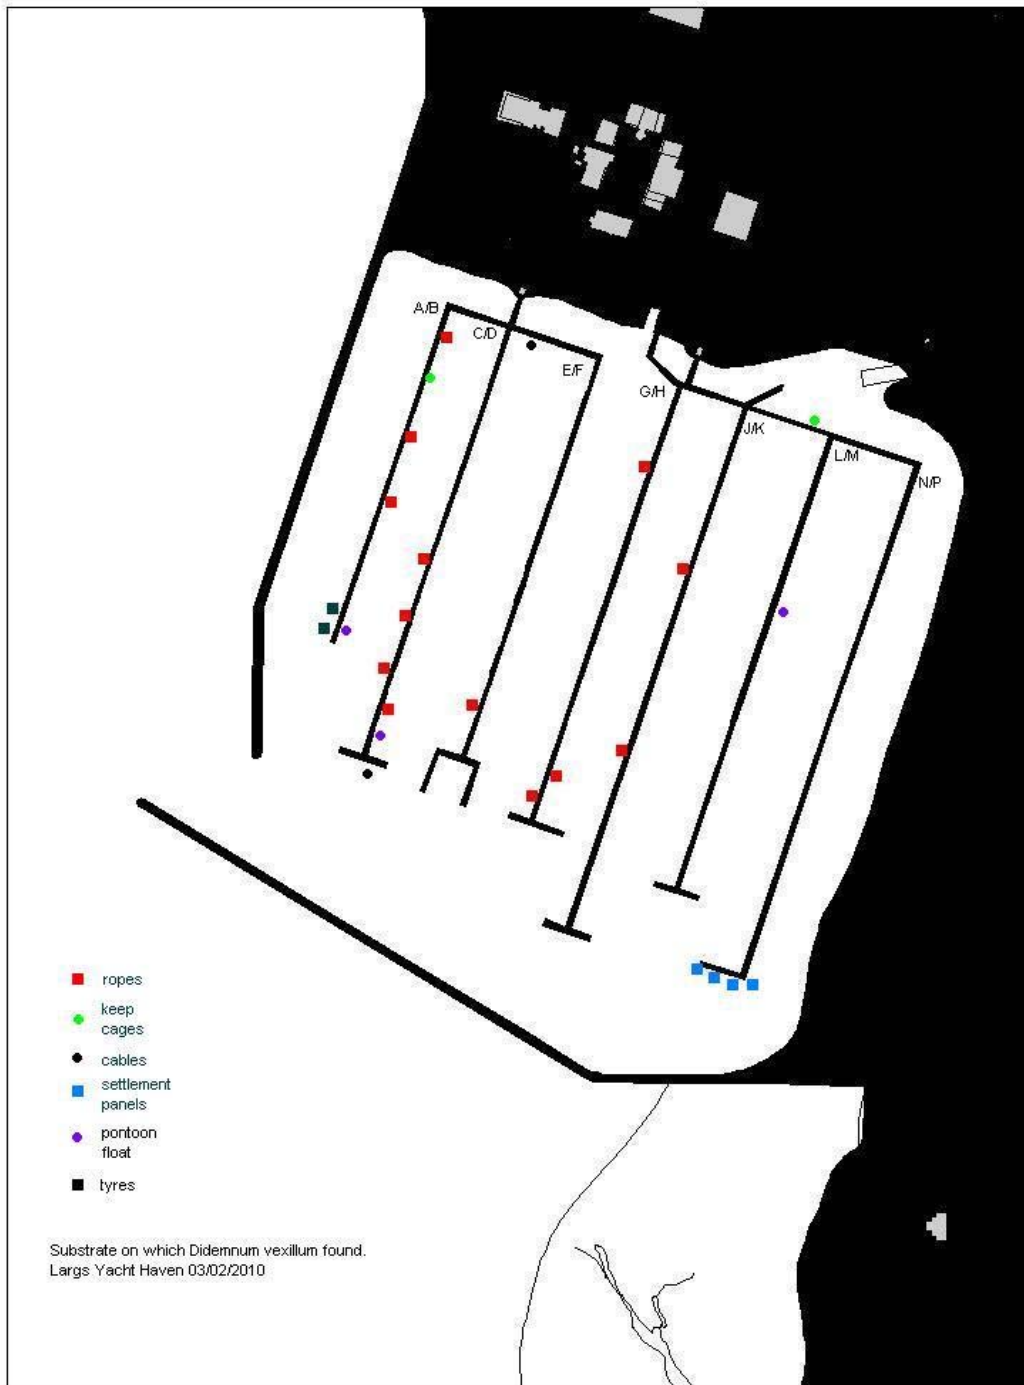 A/B
C/D
E/F
G/H
J/K
L/M
N/P
ropes
keep
cages
cables
settlement
panels
pontoon
float
tyres
Substrate on which Didemnum vexillum found.
Largs Yacht Haven 03/02/2010